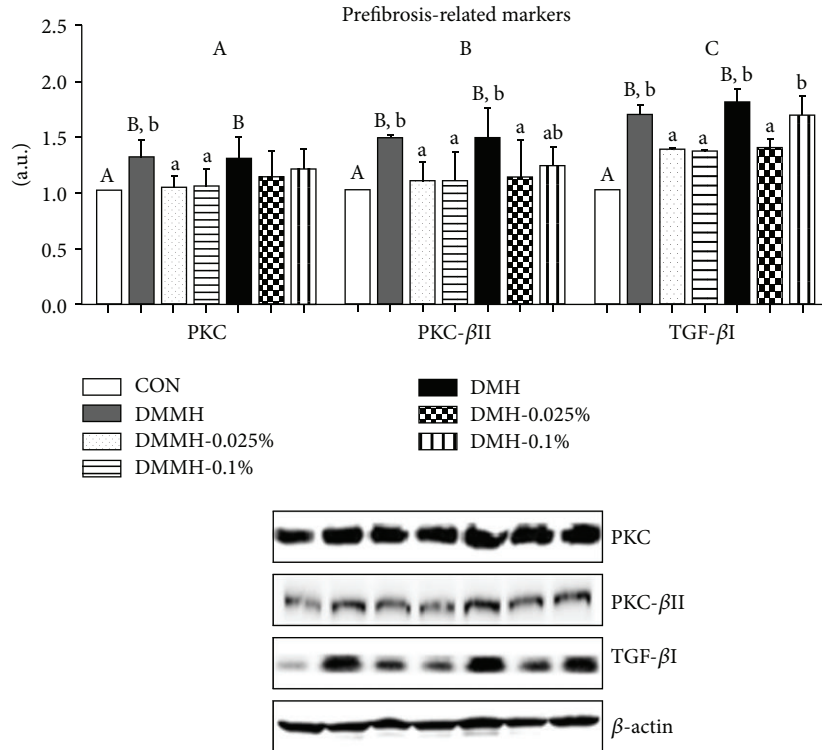 Prefibrosis-related markers
2.5
2.0
1.5
1.0
0.5
0.0
(a.u.)
A B C
A B, b a a B
A B, b a a B, b a ab
A B, b a a B, b a b
PKC PKC-βII TGF-βI
CON DMH
DMMH DMH-0.025%
DMMH-0.025% DMH-0.1%
DMMH-0.1%
PKC
PKC-βII
TGF-βI
β-actin